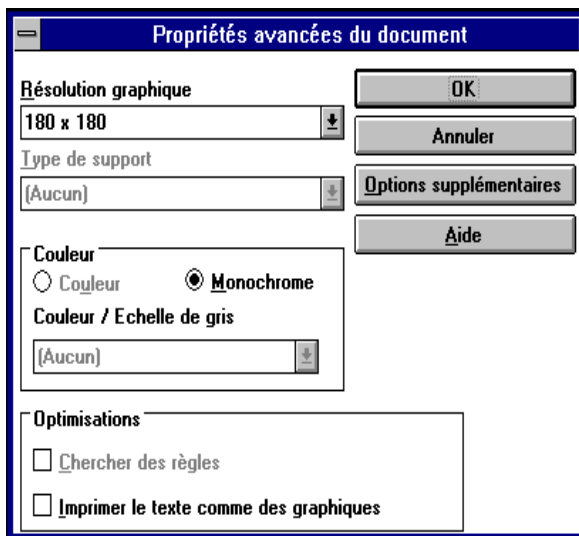 Propriétés avancées du document
Résolution graphique
180 x 180
Type de support
(Aucun)
OK
Annuler
Options supplémentaires
Aide
Couleur
Couleur
Monochrome
Couleur / Echelle de gris
(Aucun)
Optimisations
Chercher des règles
Imprimer le texte comme des graphiques